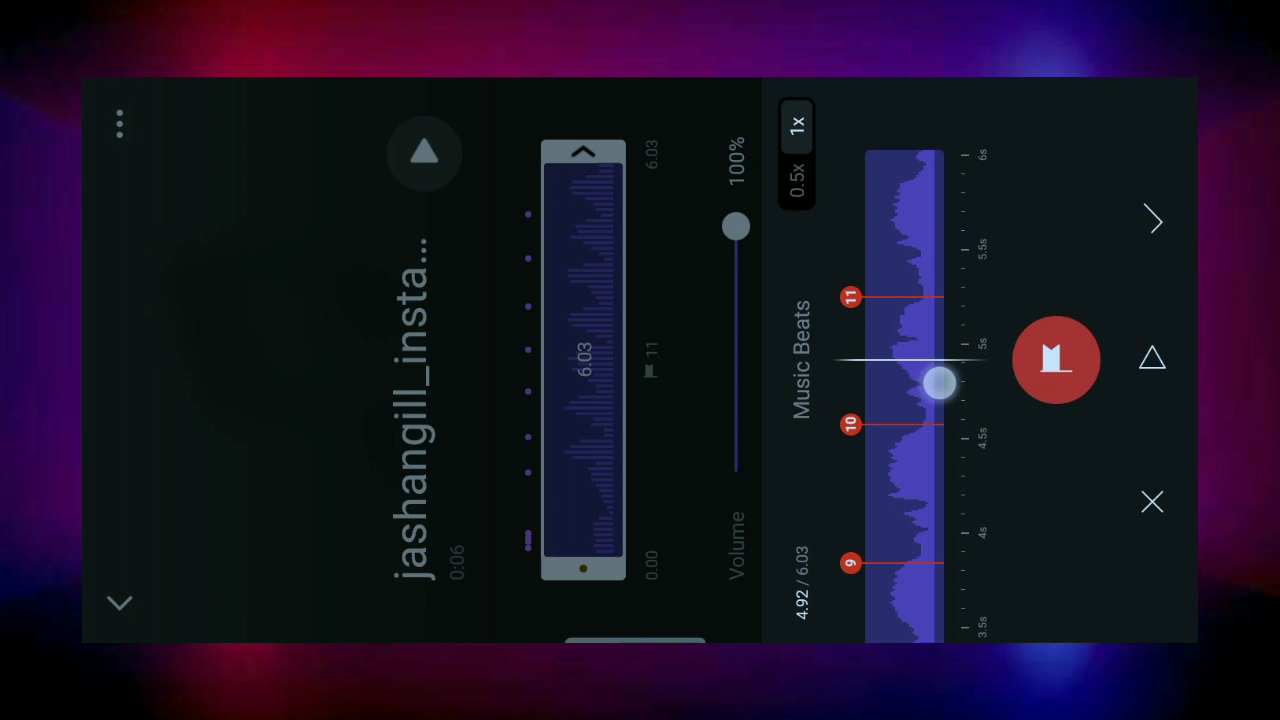 jashangill_insta...
0:06
6.03
0.00
11
6.03
Volume
100%
4.92 / 6.03
Music Beats
0.5x
1x
9
10
11
3.5s
4s
4.5s
5s
5.5s
6s